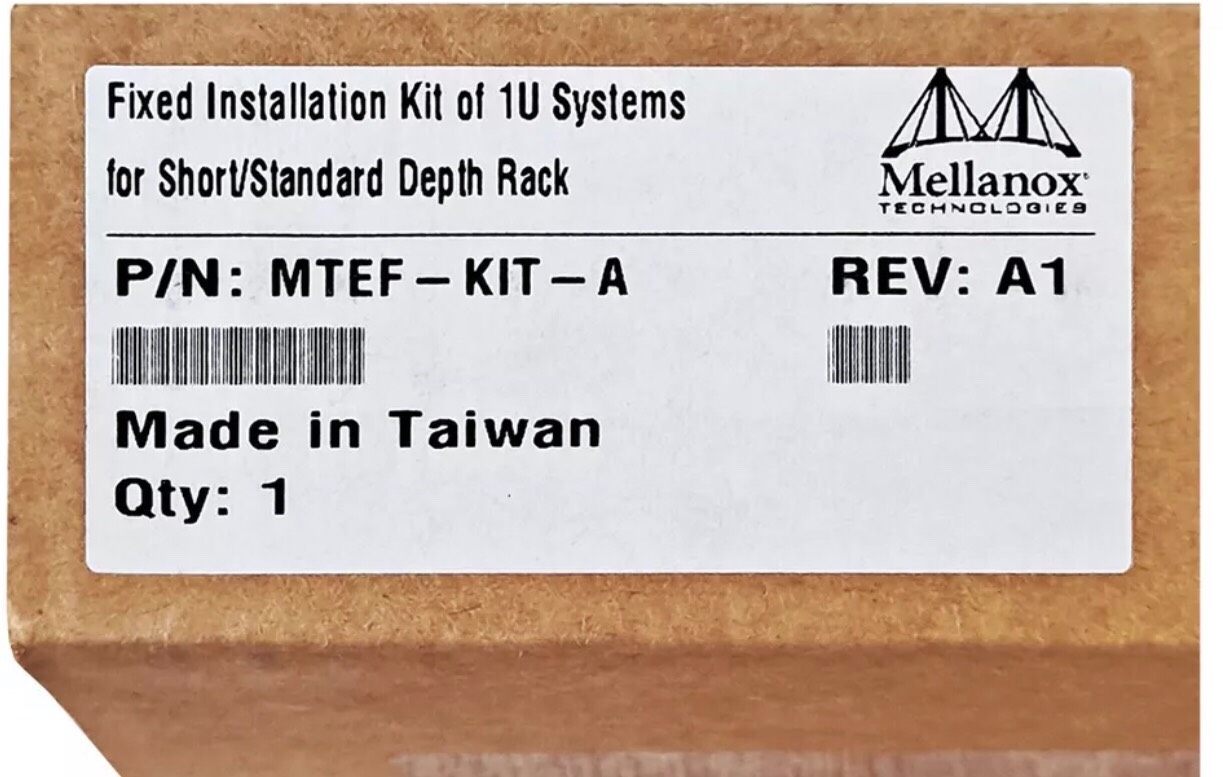 Fixed Installation Kit of 1U Systems
for Short/Standard Depth Rack
Mellanox
TECHNOLOGIES
P/N: MTEF-KIT-A
REV: A1
Made in Taiwan
Qty: 1